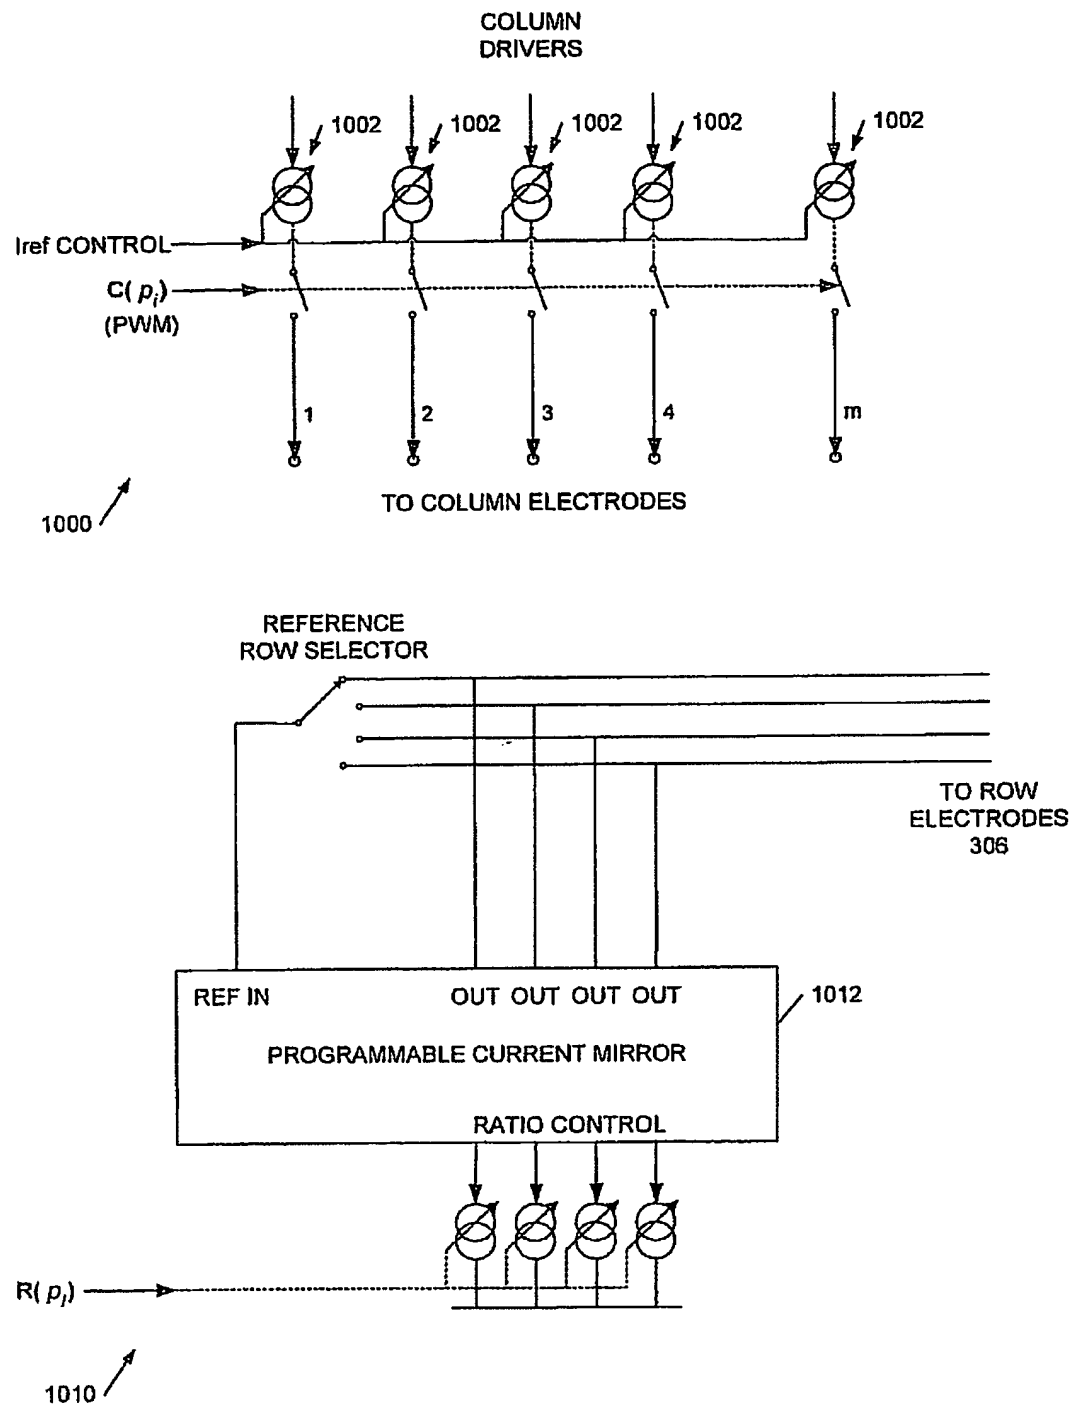 COLUMN
DRIVERS
1002 1002 1002 1002 1002
Iref CONTROL
C( pi)
(PWM)
1 2 3 4 m
TO COLUMN ELECTRODES
1000
REFERENCE
ROW SELECTOR
TO ROW
ELECTRODES
306
REF IN OUT OUT OUT OUT
1012
PROGRAMMABLE CURRENT MIRROR
RATIO CONTROL
R( pi)
1010